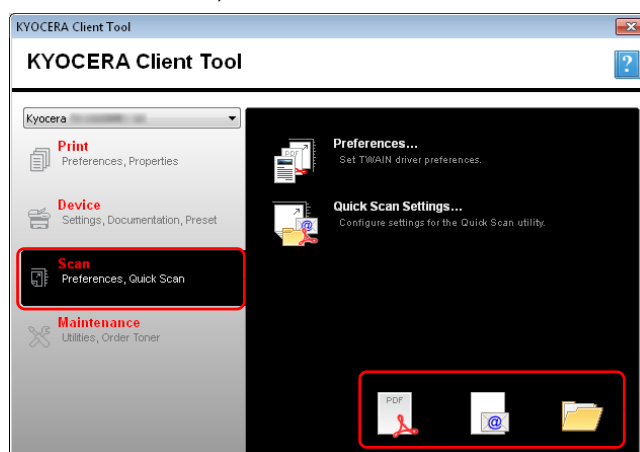 KYOCERA Client Tool
KYOCERA Client Tool
?
Kyocera
Print
Preferences, Properties
Device
Settings, Documentation, Preset
Scan
Preferences, Quick Scan
Maintenance
Utilities, Order Toner
PDF
Preferences...
Set TWAIN driver preferences.
@
Quick Scan Settings...
Configure settings for the Quick Scan utility.
PDF
@